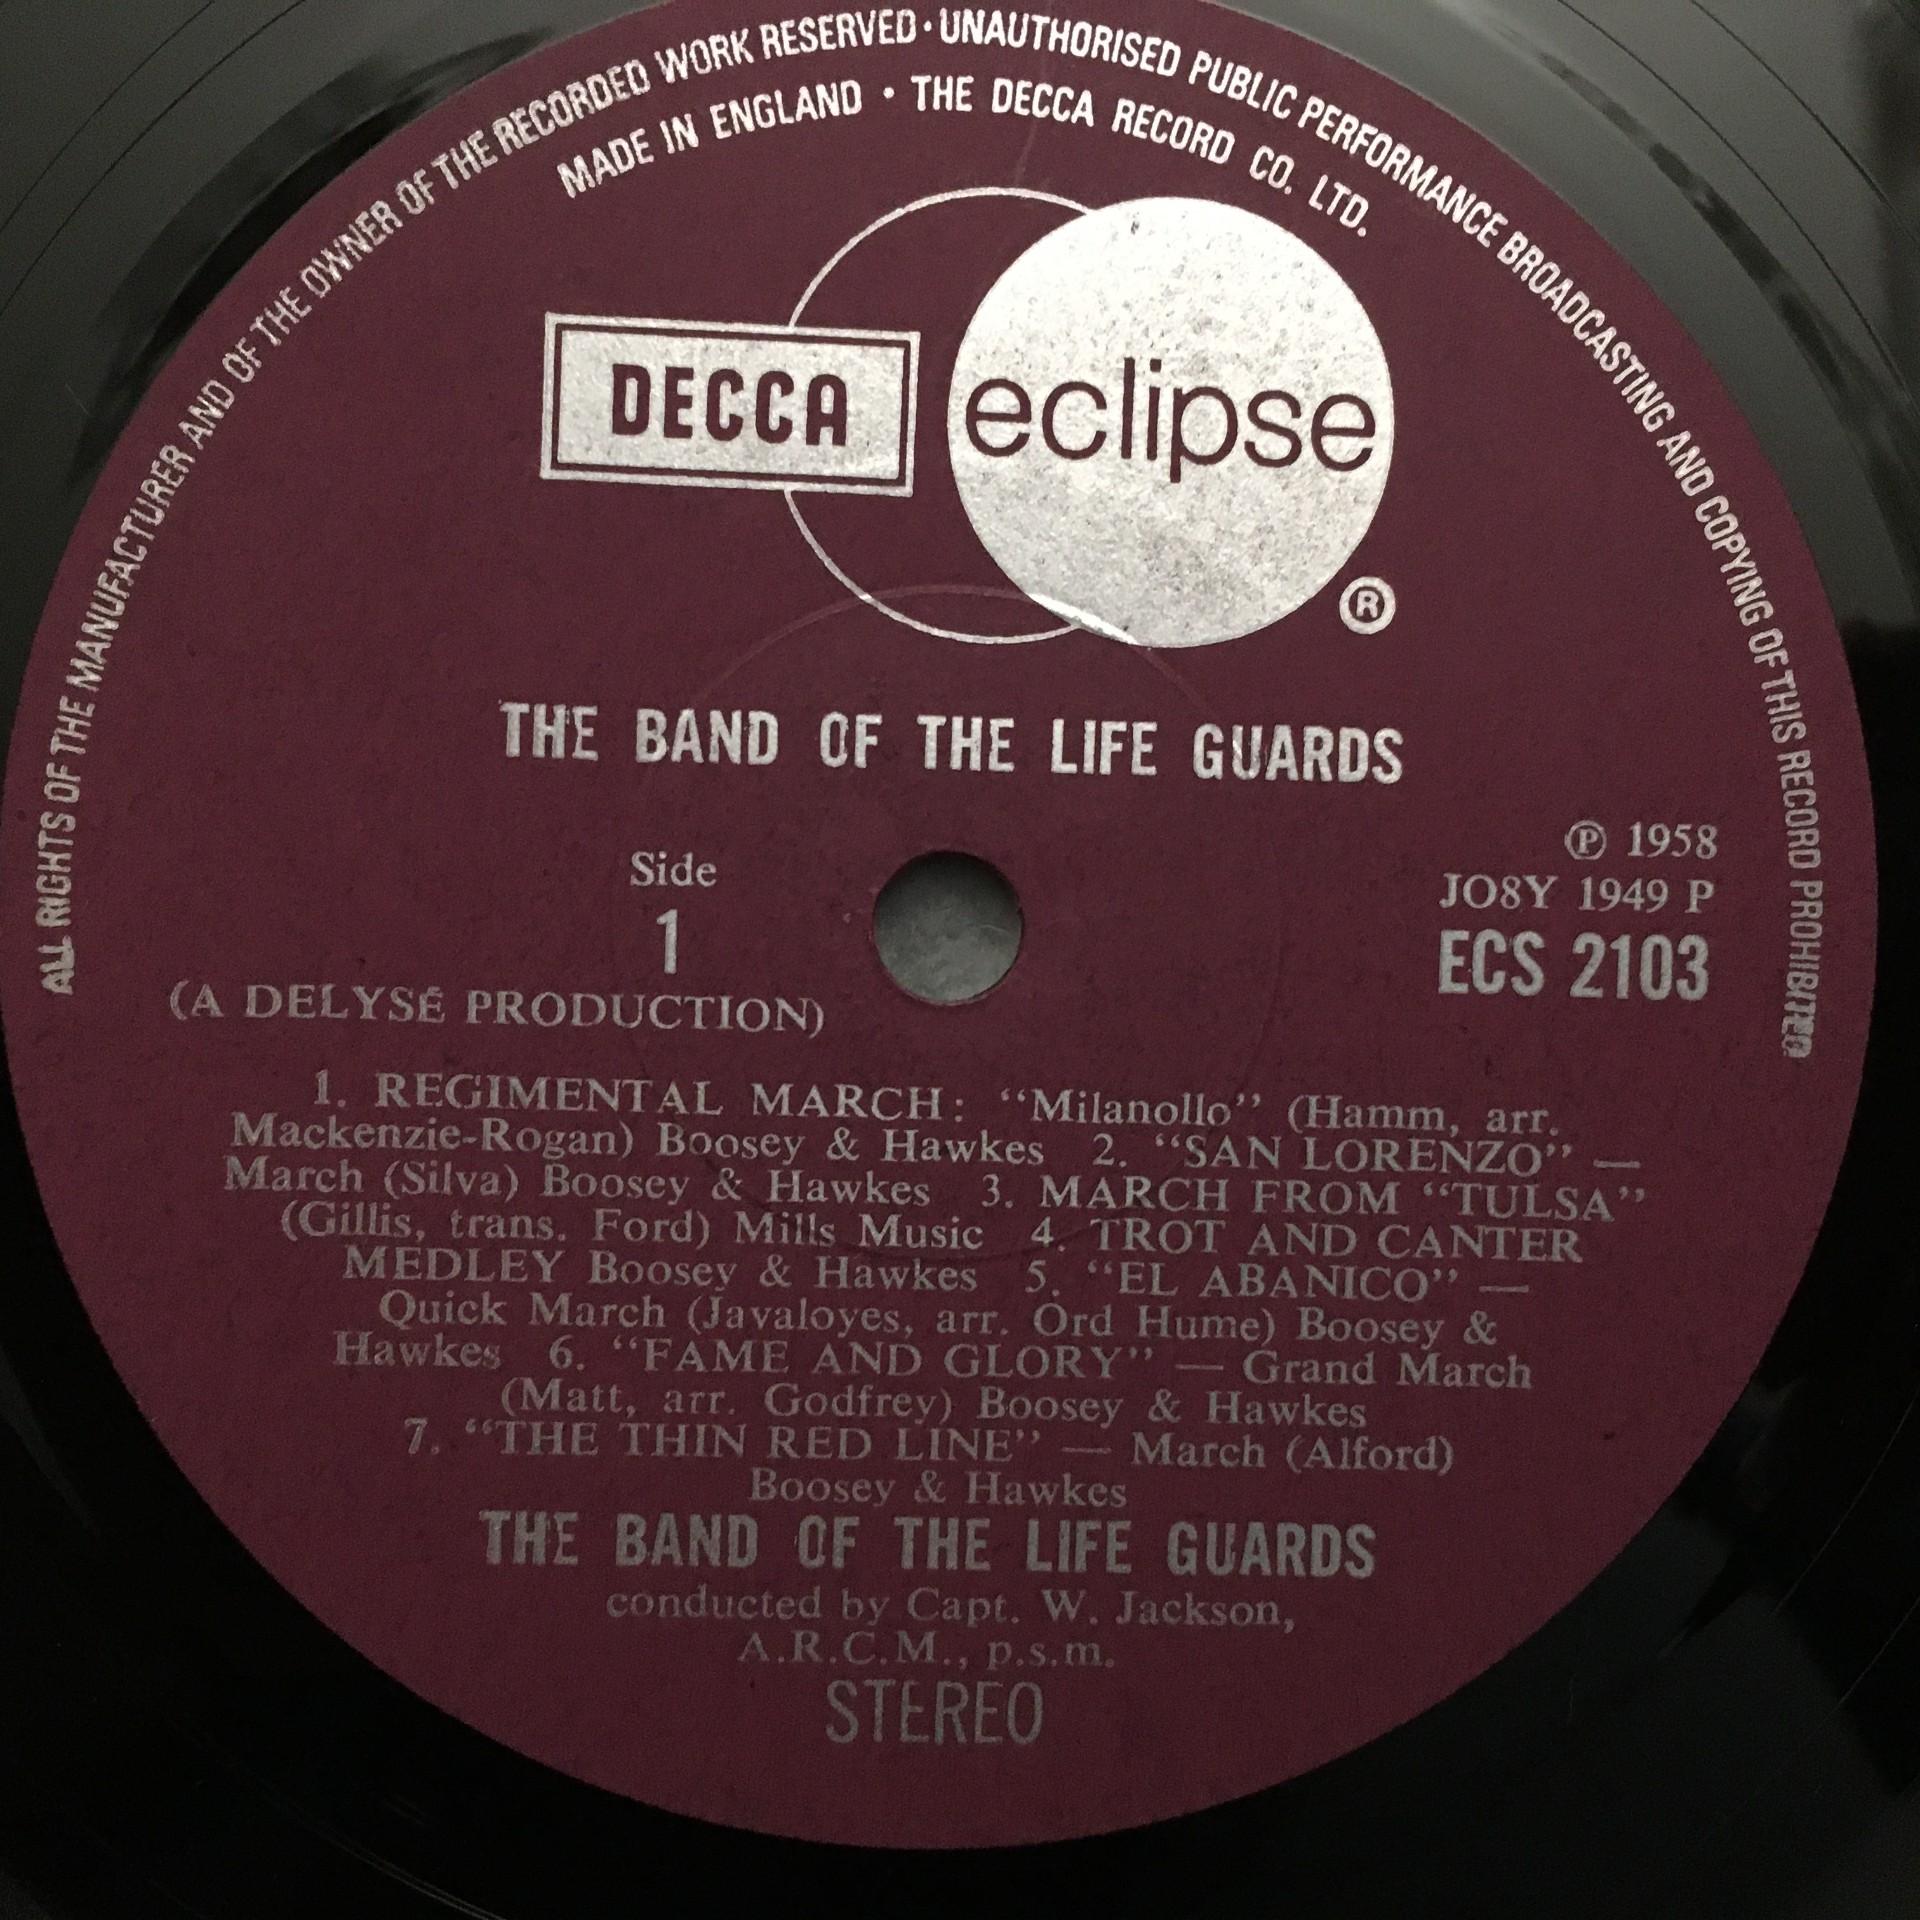 ALL RIGHTS OF THE MANUFACTURER AND OF THE OWNER OF THE RECORDED WORK RESERVED · UNAUTHORISED PUBLIC PERFORMANCE BROADCASTING AND COPYING OF THIS RECORD PROHIBITED
MADE IN ENGLAND · THE DECCA RECORD CO. LTD.
DECCA eclipse
®
THE BAND OF THE LIFE GUARDS
Side
1
(A DELYSÉ PRODUCTION)
℗ 1958
JO8Y 1949 P
ECS 2103
1. REGIMENTAL MARCH: “Milanollo” (Hamm, arr.
Mackenzie-Rogan) Boosey & Hawkes 2. “SAN LORENZO” —
March (Silva) Boosey & Hawkes 3. MARCH FROM “TULSA”
(Gillis, trans. Ford) Mills Music 4. TROT AND CANTER
MEDLEY Boosey & Hawkes 5. “EL ABANICO” —
Quick March (Javaloyes, arr. Ord Hume) Boosey &
Hawkes 6. “FAME AND GLORY” — Grand March
(Matt, arr. Godfrey) Boosey & Hawkes
7. “THE THIN RED LINE” — March (Alford)
Boosey & Hawkes
THE BAND OF THE LIFE GUARDS
conducted by Capt. W. Jackson,
A.R.C.M., p.s.m.
STEREO